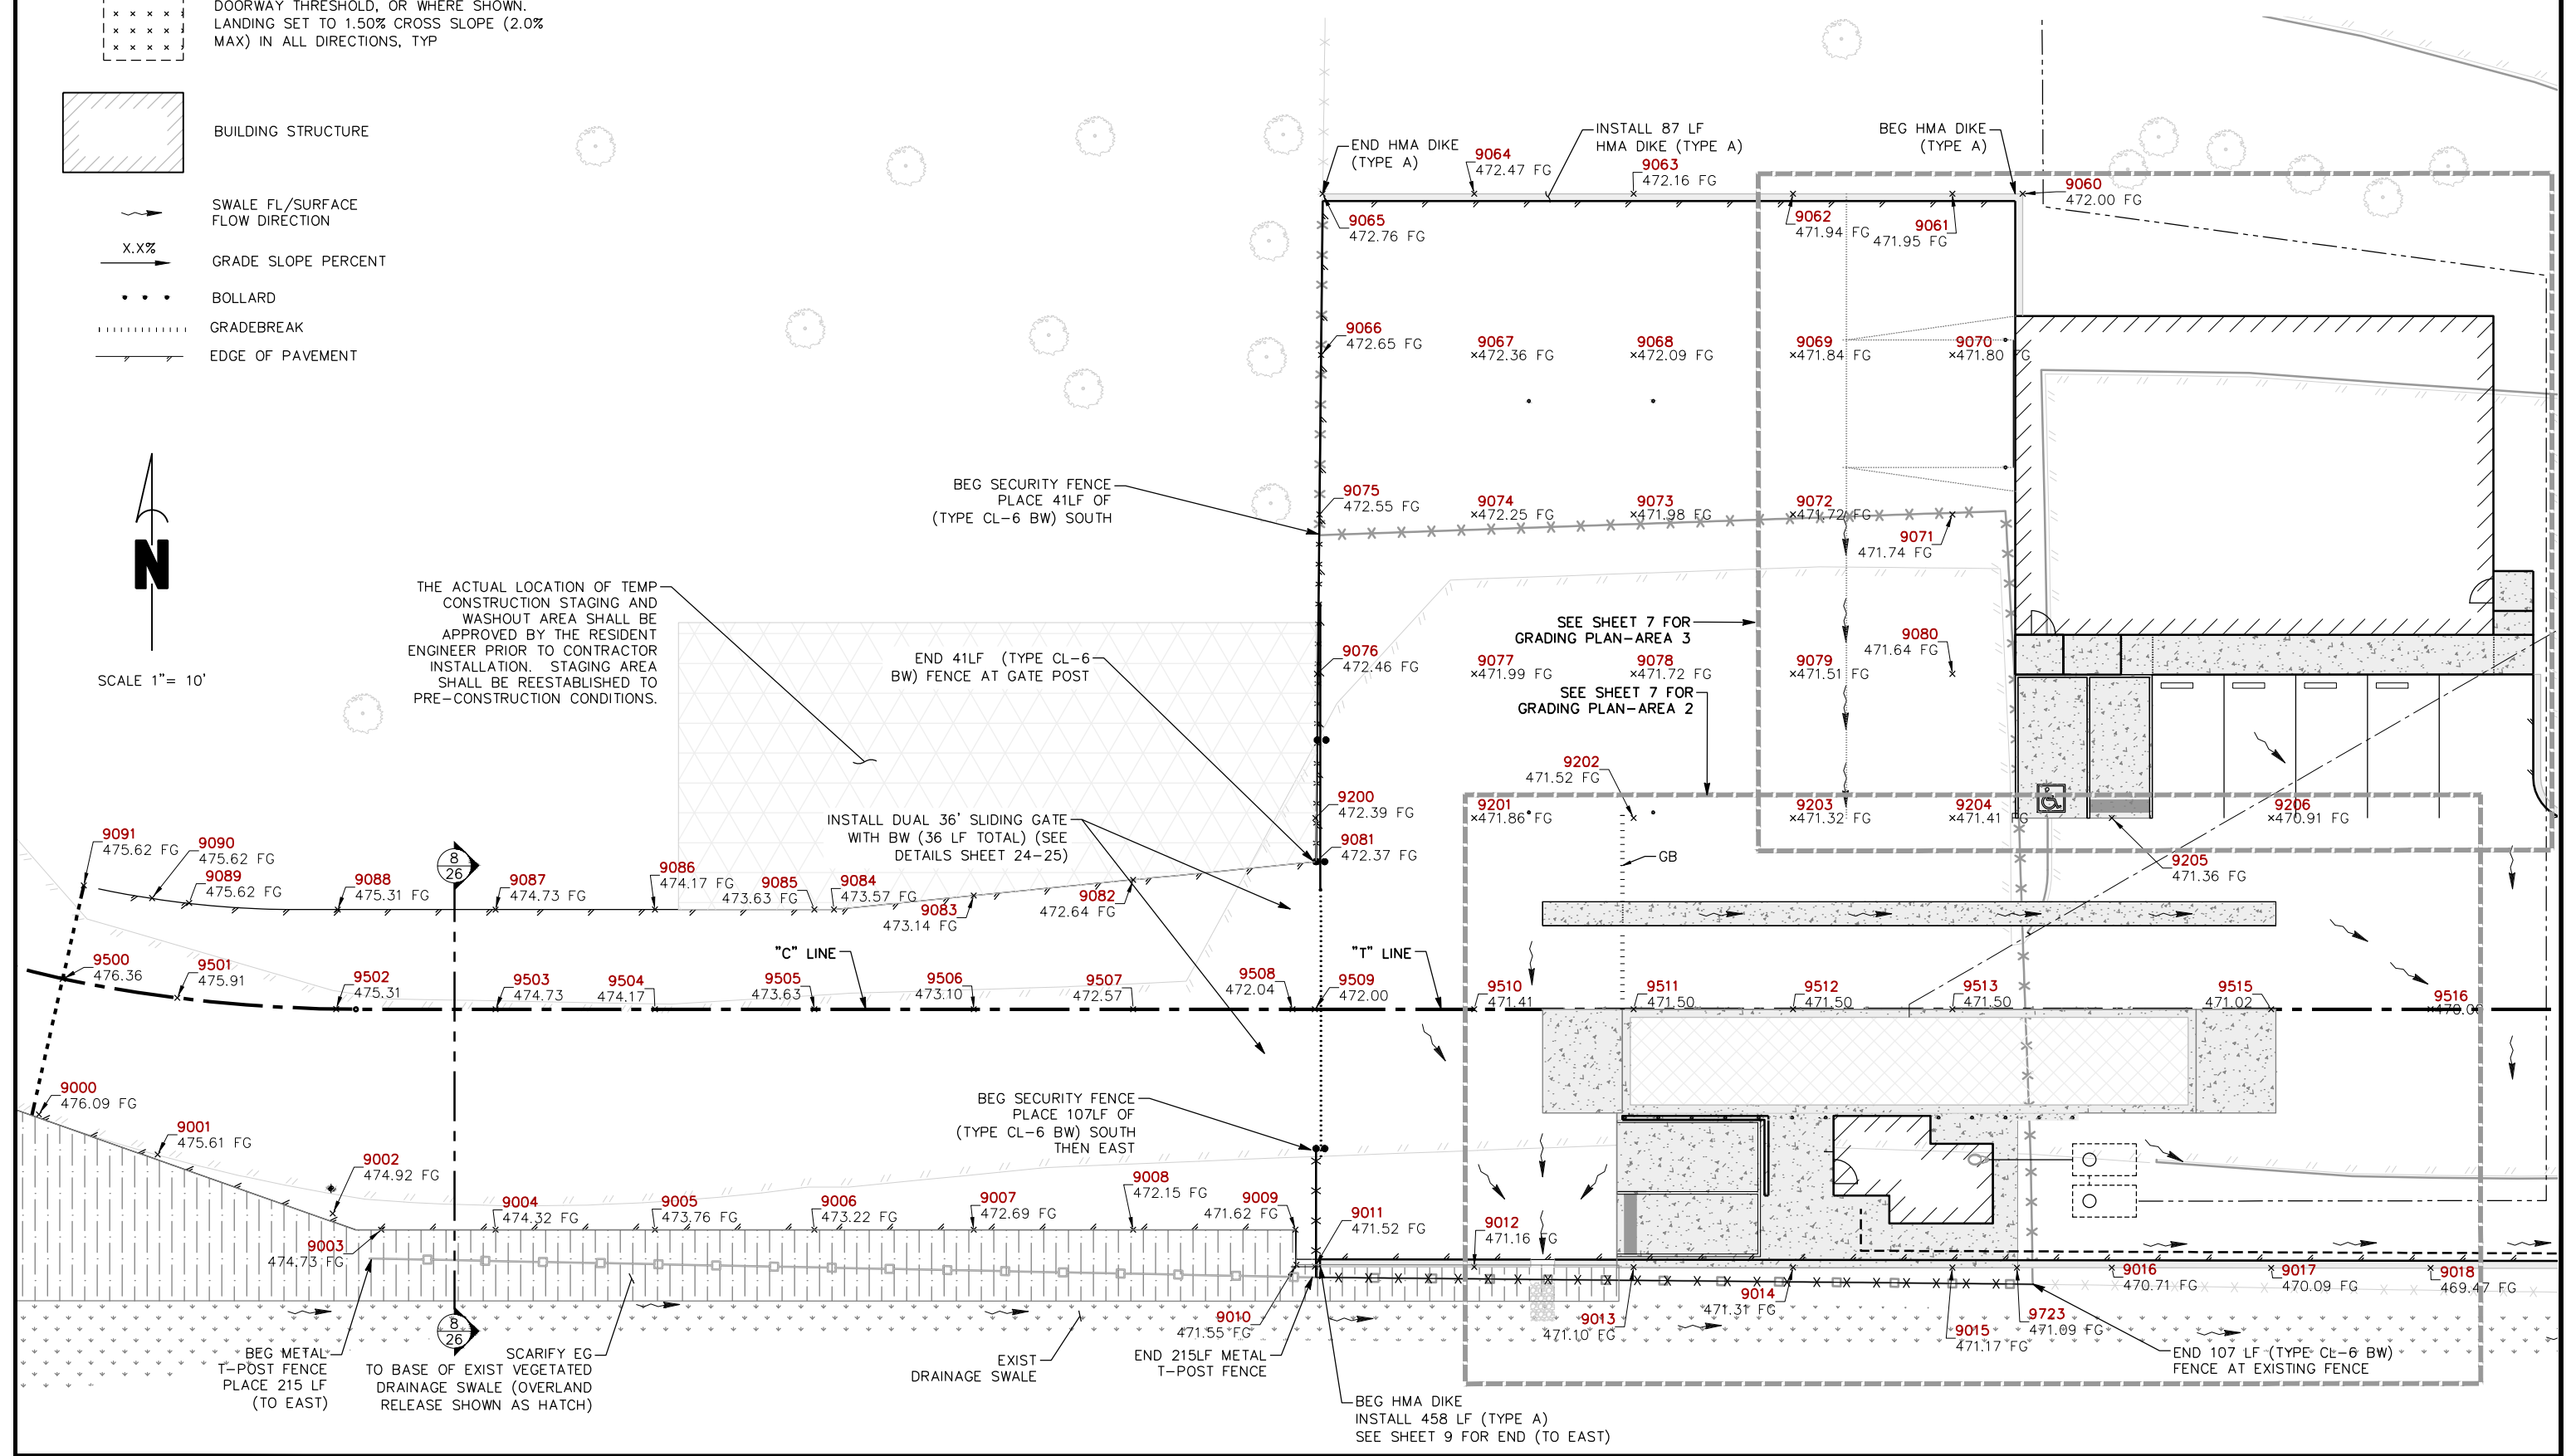 DOORWAY THRESHOLD, OR WHERE SHOWN.
LANDING SET TO 1.50% CROSS SLOPE (2.0%
MAX) IN ALL DIRECTIONS, TYP
BUILDING STRUCTURE
SWALE FL/SURFACE
FLOW DIRECTION
X.X%
GRADE SLOPE PERCENT
BOLLARD
GRADEBREAK
EDGE OF PAVEMENT
N
SCALE 1"= 10'
END HMA DIKE
(TYPE A)
9064
472.47 FG
INSTALL 87 LF
HMA DIKE (TYPE A)
9063
472.16 FG
BEG HMA DIKE
(TYPE A)
9060
472.00 FG
9065
472.76 FG
9062
471.94 FG
9061
471.95 FG
9066
472.65 FG
9067
472.36 FG
9068
472.09 FG
9069
471.84 FG
9070
471.80 FG
BEG SECURITY FENCE
PLACE 41LF OF
(TYPE CL-6 BW) SOUTH
9075
472.55 FG
9074
472.25 FG
9073
471.98 FG
9072
471.72 FG
9071
471.74 FG
THE ACTUAL LOCATION OF TEMP
CONSTRUCTION STAGING AND
WASHOUT AREA SHALL BE
APPROVED BY THE RESIDENT
ENGINEER PRIOR TO CONTRACTOR
INSTALLATION. STAGING AREA
SHALL BE REESTABLISHED TO
PRE-CONSTRUCTION CONDITIONS.
END 41LF (TYPE CL-6
BW) FENCE AT GATE POST
SEE SHEET 7 FOR
GRADING PLAN-AREA 3
9076
472.46 FG
9077
471.99 FG
9078
471.72 FG
9079
471.51 FG
9080
471.64 FG
SEE SHEET 7 FOR
GRADING PLAN-AREA 2
9202
471.52 FG
INSTALL DUAL 36' SLIDING GATE
WITH BW (36 LF TOTAL) (SEE
DETAILS SHEET 24-25)
9200
472.39 FG
9081
472.37 FG
9201
471.86 FG
9203
471.32 FG
9204
471.41 FG
9206
470.91 FG
GB
9205
471.36 FG
9091
475.62 FG
9090
475.62 FG
9089
475.62 FG
8
26
9088
475.31 FG
9087
474.73 FG
9086
474.17 FG
9085
473.63 FG
9084
473.57 FG
9083
473.14 FG
9082
472.64 FG
"C" LINE
"T" LINE
9500
476.36
9501
475.91
9502
475.31
9503
474.73
9504
474.17
9505
473.63
9506
473.10
9507
472.57
9508
472.04
9509
472.00
9510
471.41
9511
471.50
9512
471.50
9513
471.50
9515
471.02
9516
9000
476.09 FG
9001
475.61 FG
9002
474.92 FG
BEG SECURITY FENCE
PLACE 107LF OF
(TYPE CL-6 BW) SOUTH
THEN EAST
9003
474.73 FG
9004
474.32 FG
9005
473.76 FG
9006
473.22 FG
9007
472.69 FG
9008
472.15 FG
9009
471.62 FG
9011
471.52 FG
9012
471.16 FG
9010
471.55 FG
9013
471.10 FG
9014
471.31 FG
9015
471.17 FG
9723
471.09 FG
9016
470.71 FG
9017
470.09 FG
9018
469.47 FG
8
26
BEG METAL
T-POST FENCE
PLACE 215 LF
(TO EAST)
SCARIFY EG
TO BASE OF EXIST VEGETATED
DRAINAGE SWALE (OVERLAND
RELEASE SHOWN AS HATCH)
EXIST
DRAINAGE SWALE
END 215LF METAL
T-POST FENCE
END 107 LF (TYPE CL-6 BW)
FENCE AT EXISTING FENCE
BEG HMA DIKE
INSTALL 458 LF (TYPE A)
SEE SHEET 9 FOR END (TO EAST)